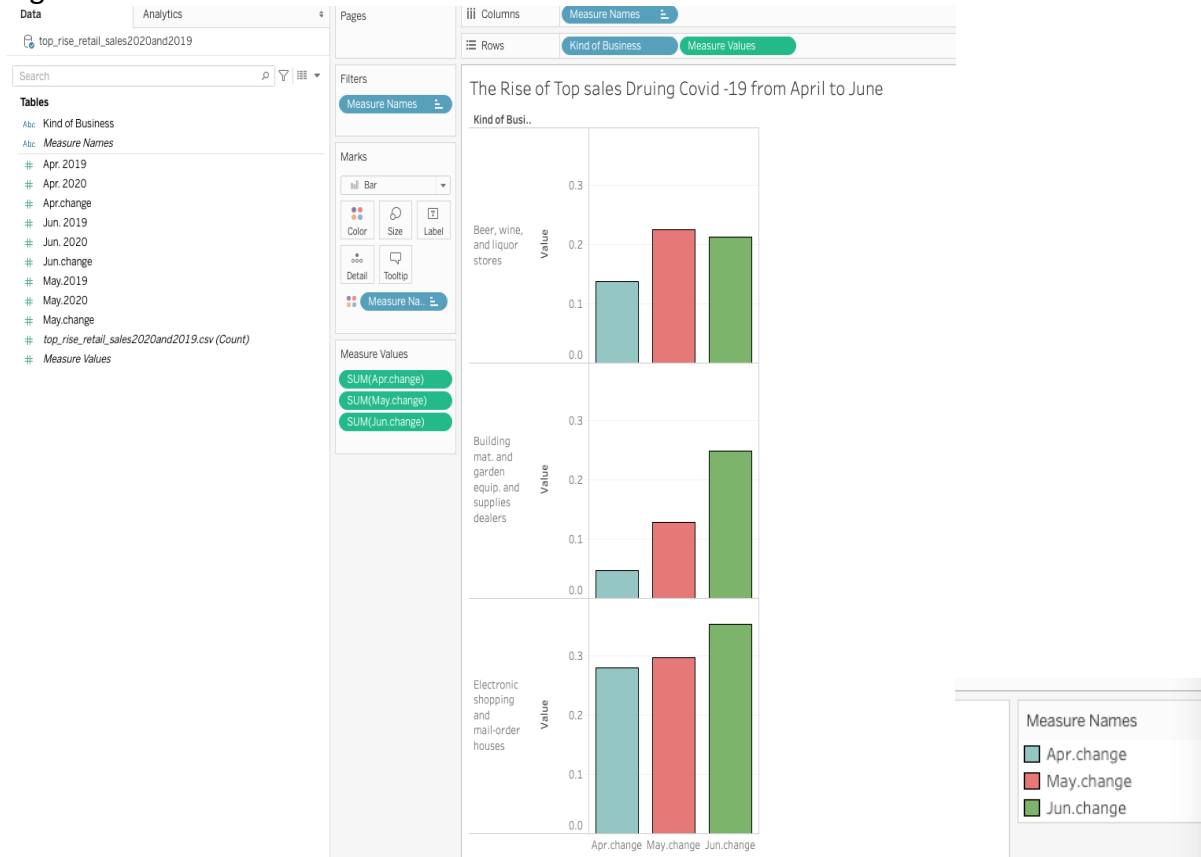 Data
Analytics
top_rise_retail_sales2020and2019
Search
Tables
Abc Kind of Business
Abc Measure Names
# Apr. 2019
# Apr. 2020
# Apr.change
# Jun. 2019
# Jun. 2020
# Jun.change
# May.2019
# May.2020
# May.change
# top_rise_retail_sales2020and2019.csv (Count)
# Measure Values
Pages
Filters
Measure Names
Marks
Bar
Color
Size
Label
Detail
Tooltip
Measure Na..
Measure Values
SUM(Apr.change)
SUM(May.change)
SUM(Jun.change)
Columns
Measure Names
Rows
Kind of Business
Measure Values
The Rise of Top sales Druing Covid -19 from April to June
Kind of Busi..
Beer, wine,
and liquor
stores
Value
0.3
0.2
0.1
0.0
Building
mat. and
garden
equip. and
supplies
dealers
Value
0.3
0.2
0.1
0.0
Electronic
shopping
and
mail-order
houses
Value
0.3
0.2
0.1
0.0
Apr.change May.change Jun.change
Measure Names
Apr.change
May.change
Jun.change